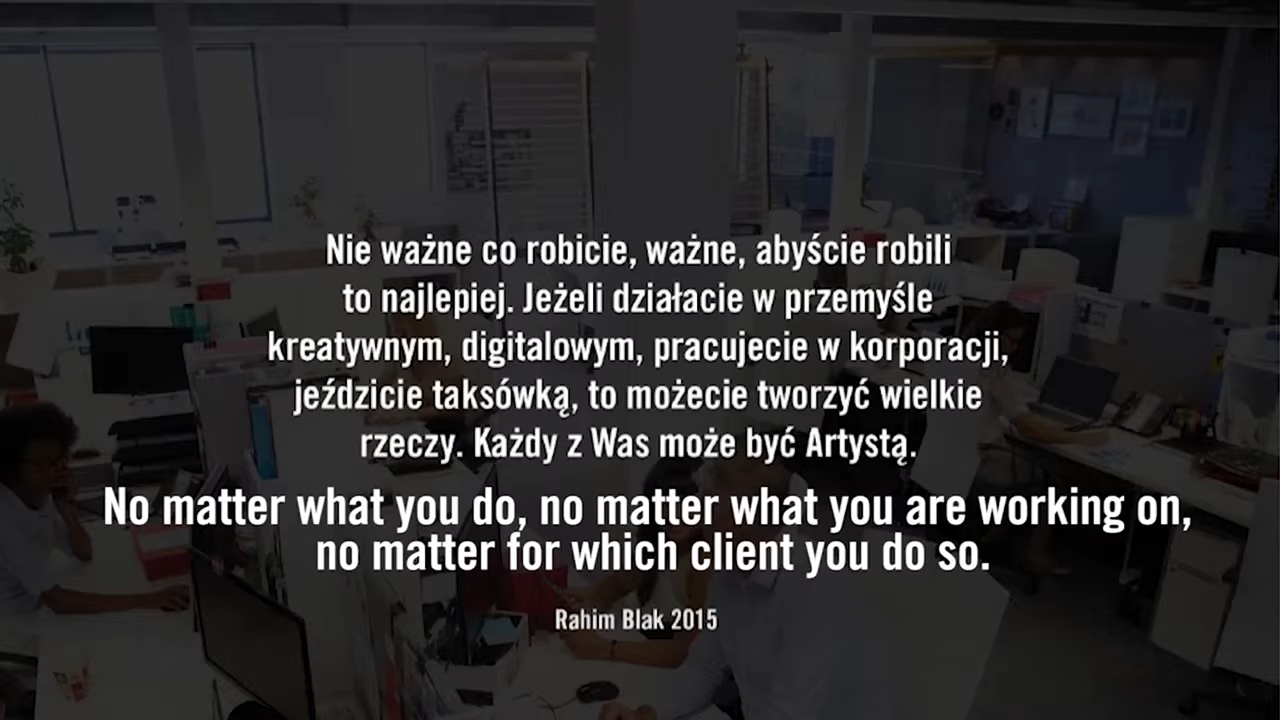 Nie ważne co robicie, ważne, abyście robili
to najlepiej. Jeżeli działacie w przemyśle
kreatywnym, digitalowym, pracujecie w korporacji,
jeździcie taksówką, to możecie tworzyć wielkie
rzeczy. Każdy z Was może być Artystą.
No matter what you do, no matter what you are working on,
no matter for which client you do so.
Rahim Blak 2015